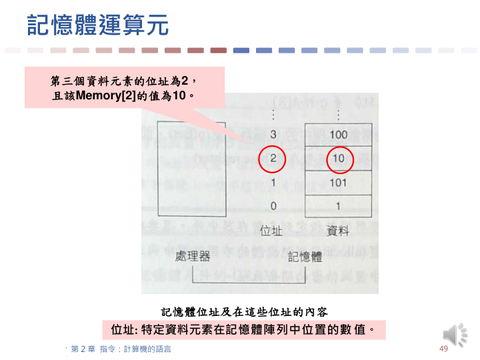 記憶體運算元
第三個資料元素的位址為2，
且該Memory[2]的值為10。
3 100
2 10
1 101
0 1
位址 資料
處理器 記憶體
記憶體位址及在這些位址的內容
位址: 特定資料元素在記憶體陣列中位置的數值。
第 2 章 指令：計算機的語言 49